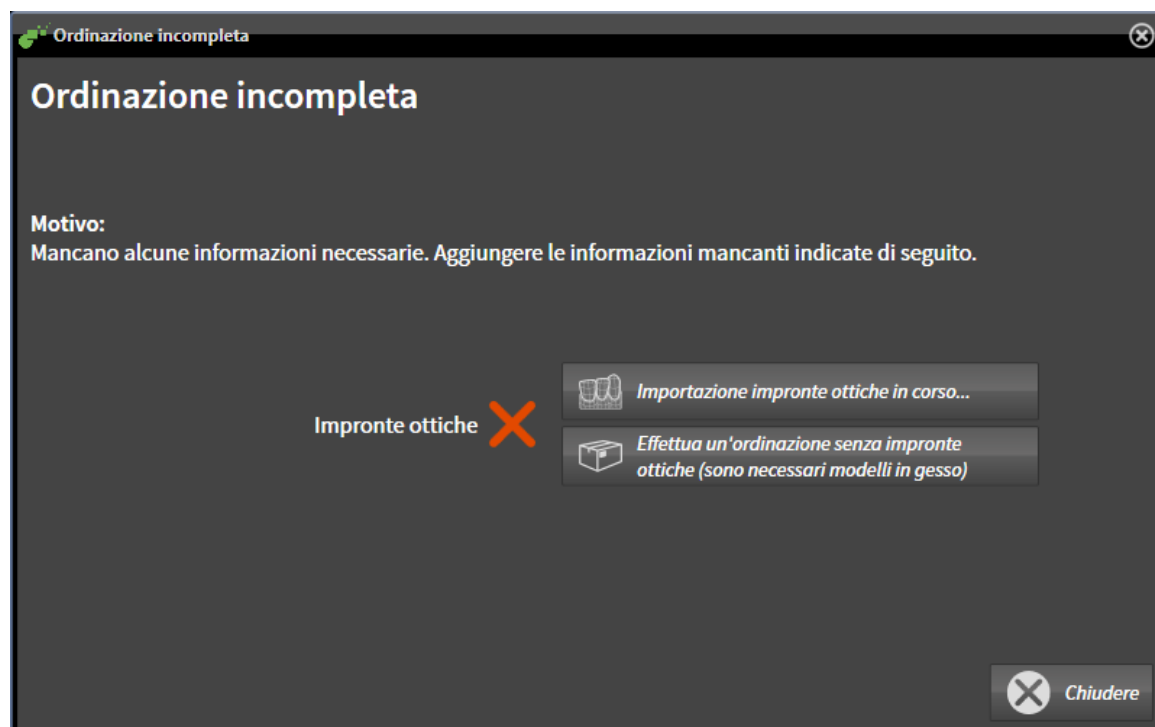 Ordinazione incompleta
Ordinazione incompleta
Motivo:
Mancano alcune informazioni necessarie. Aggiungere le informazioni mancanti indicate di seguito.
Impronte ottiche
Importazione impronte ottiche in corso...
Effettua un'ordinazione senza impronte
ottiche (sono necessari modelli in gesso)
Chiudere